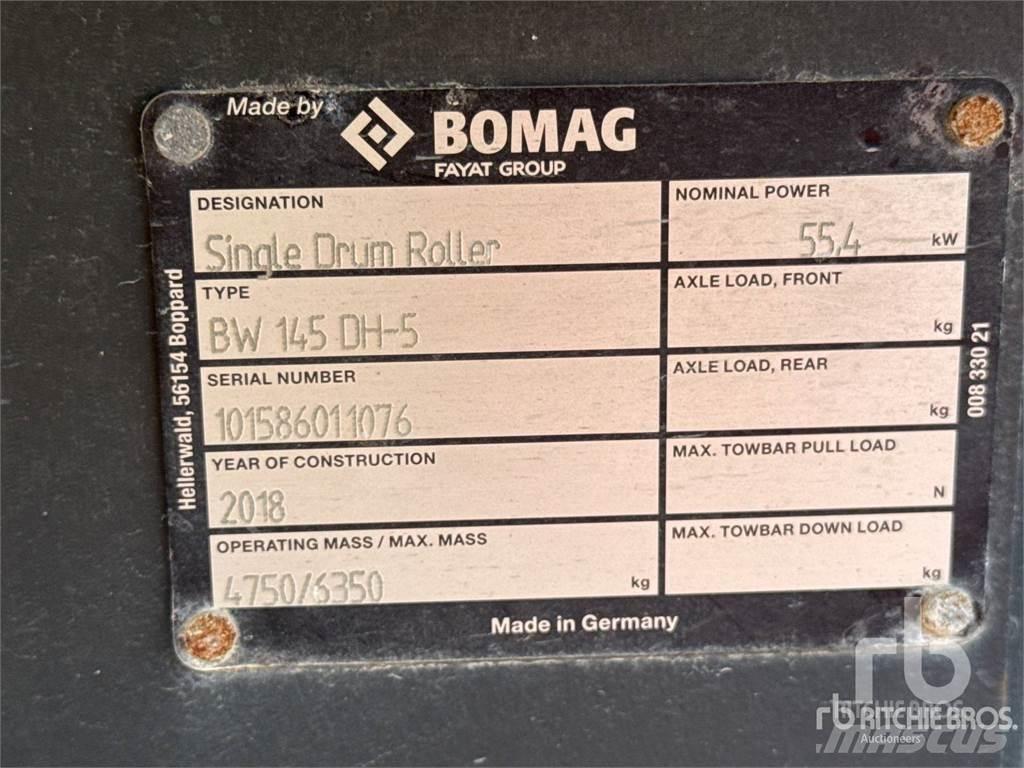 Made by BOMAG
FAYAT GROUP
DESIGNATION
Single Drum Roller
NOMINAL POWER
55,4 kW
TYPE
BW 145 DH-5
AXLE LOAD, FRONT
kg
SERIAL NUMBER
101586011076
AXLE LOAD, REAR
kg
YEAR OF CONSTRUCTION
2018
MAX. TOWBAR PULL LOAD
N
OPERATING MASS / MAX. MASS
4750/6350 kg
MAX. TOWBAR DOWN LOAD
kg
Made in Germany
Hellerwald, 56154 Boppard
008 330 21
rb
rb RITCHIE BROS.
Auctioneers
MASCUS